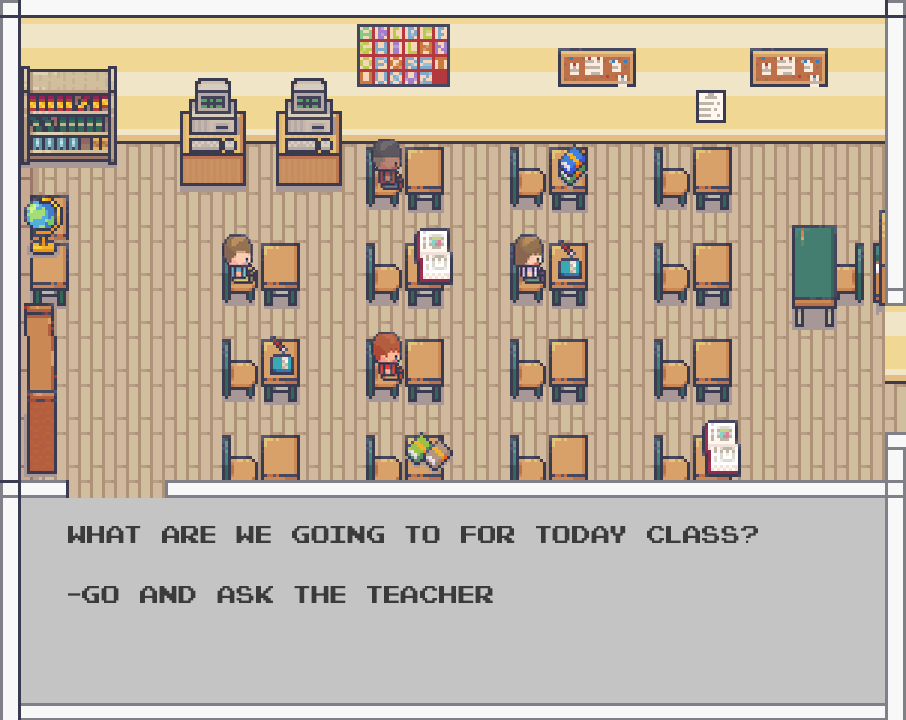 WHAT ARE WE GOING TO FOR TODAY CLASS?
-GO AND ASK THE TEACHER